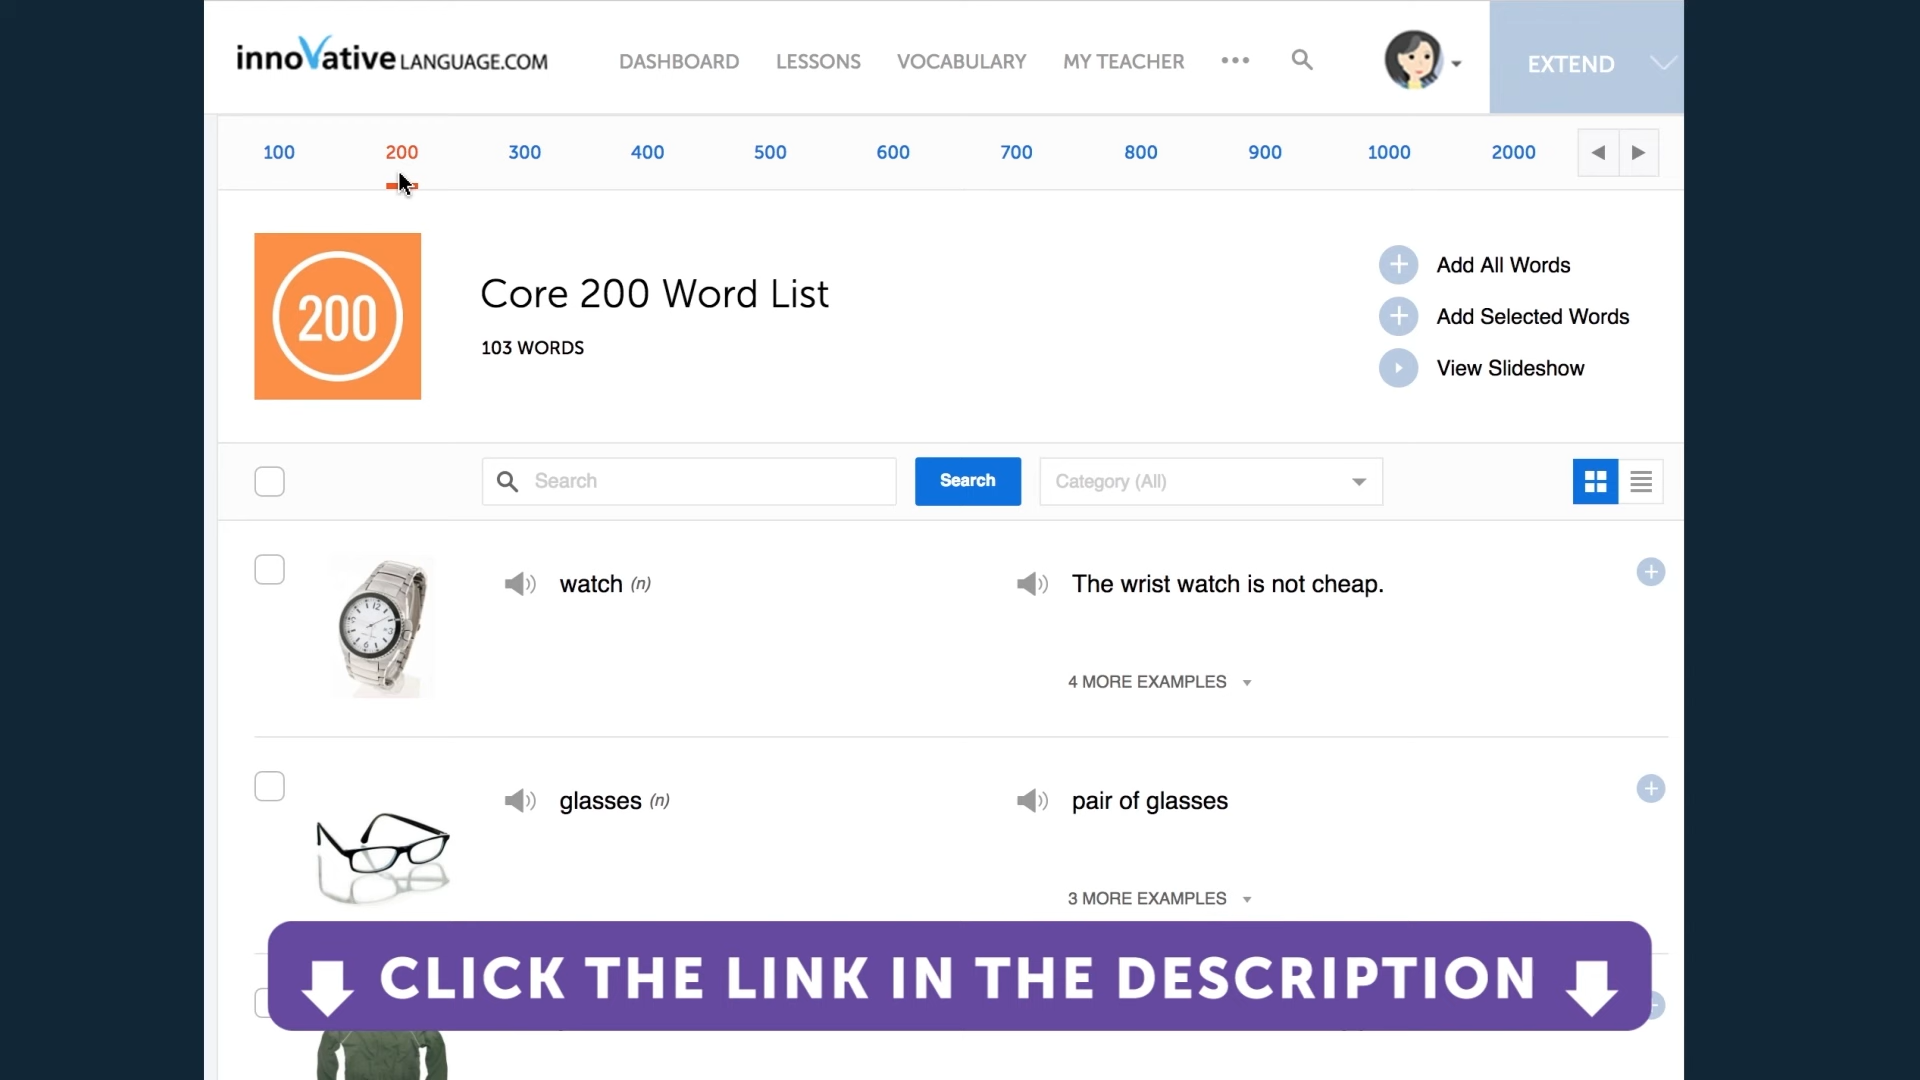 innoVative LANGUAGE.COM
DASHBOARD LESSONS VOCABULARY MY TEACHER ••• EXTEND
100 200 300 400 500 600 700 800 900 1000 2000
200
Core 200 Word List
103 WORDS
Add All Words
Add Selected Words
View Slideshow
Search Search Category (All)
watch (n) The wrist watch is not cheap.
4 MORE EXAMPLES
glasses (n) pair of glasses
3 MORE EXAMPLES
CLICK THE LINK IN THE DESCRIPTION